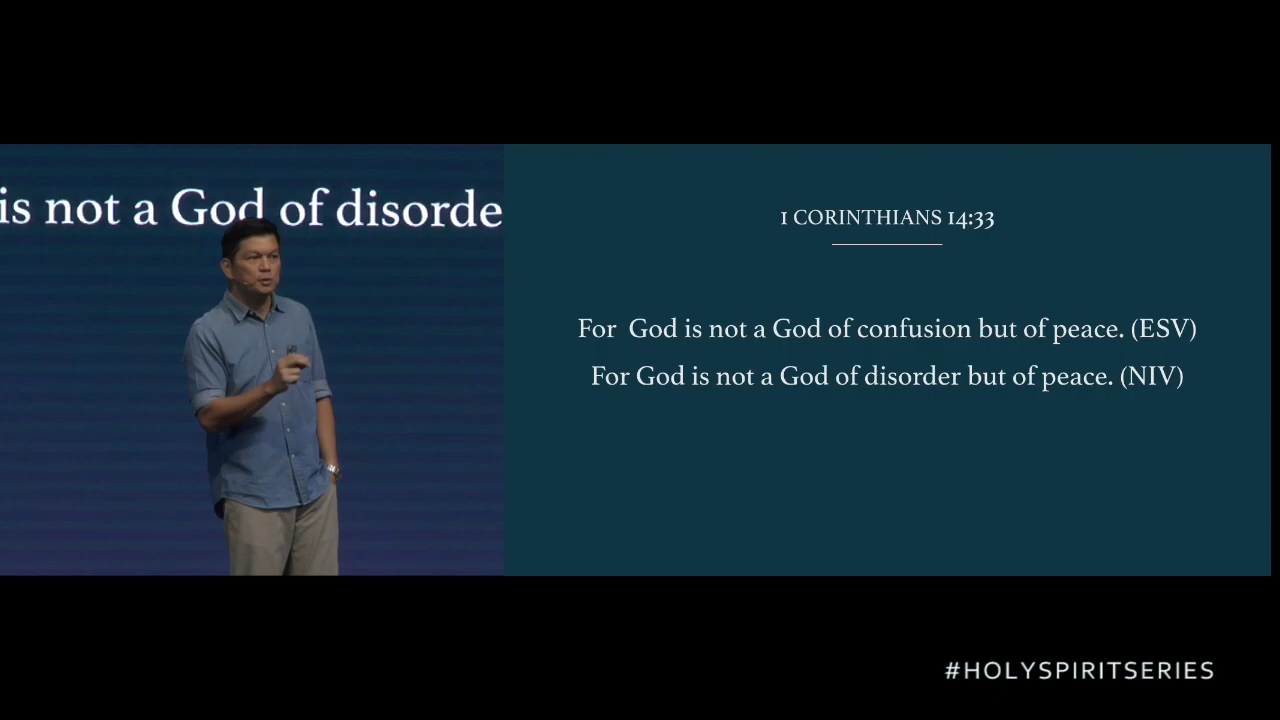 is not a God of disorde
1 CORINTHIANS 14:33
For God is not a God of confusion but of peace. (ESV)
For God is not a God of disorder but of peace. (NIV)
#HOLYSPIRITSERIES